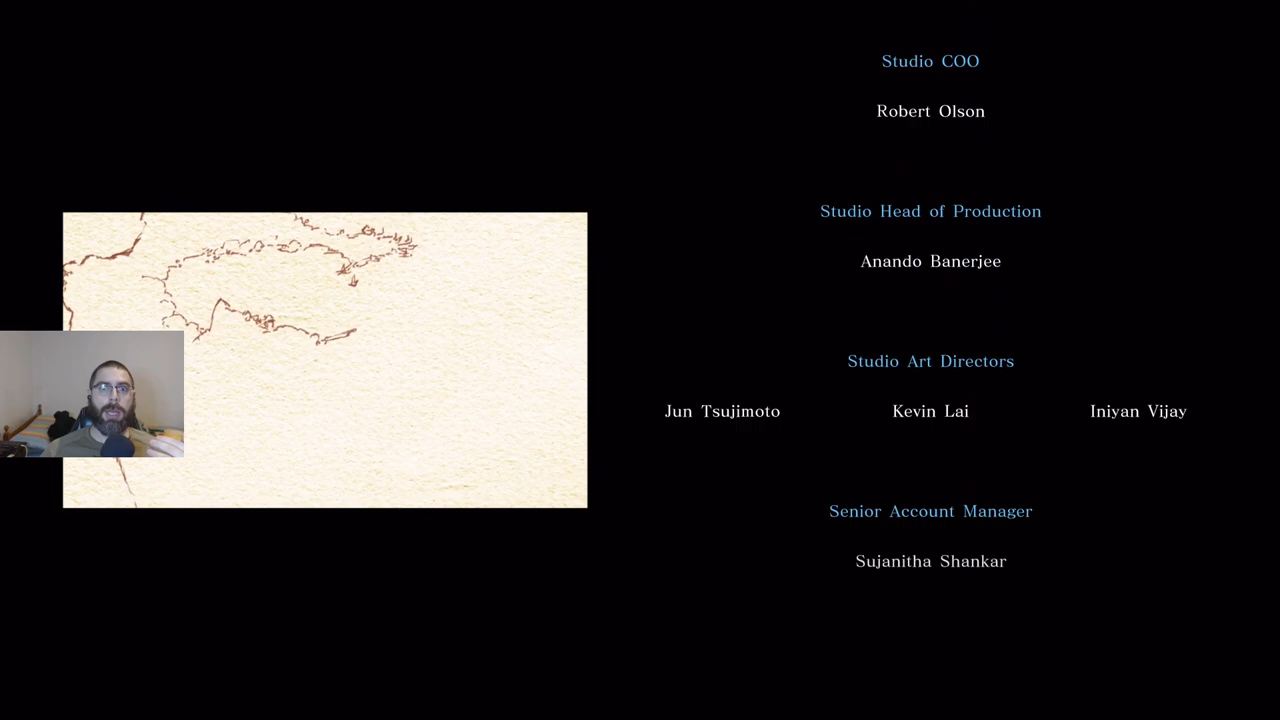 Studio COO
Robert Olson
Studio Head of Production
Anando Banerjee
Studio Art Directors
Jun Tsujimoto Kevin Lai Iniyan Vijay
Senior Account Manager
Sujanitha Shankar